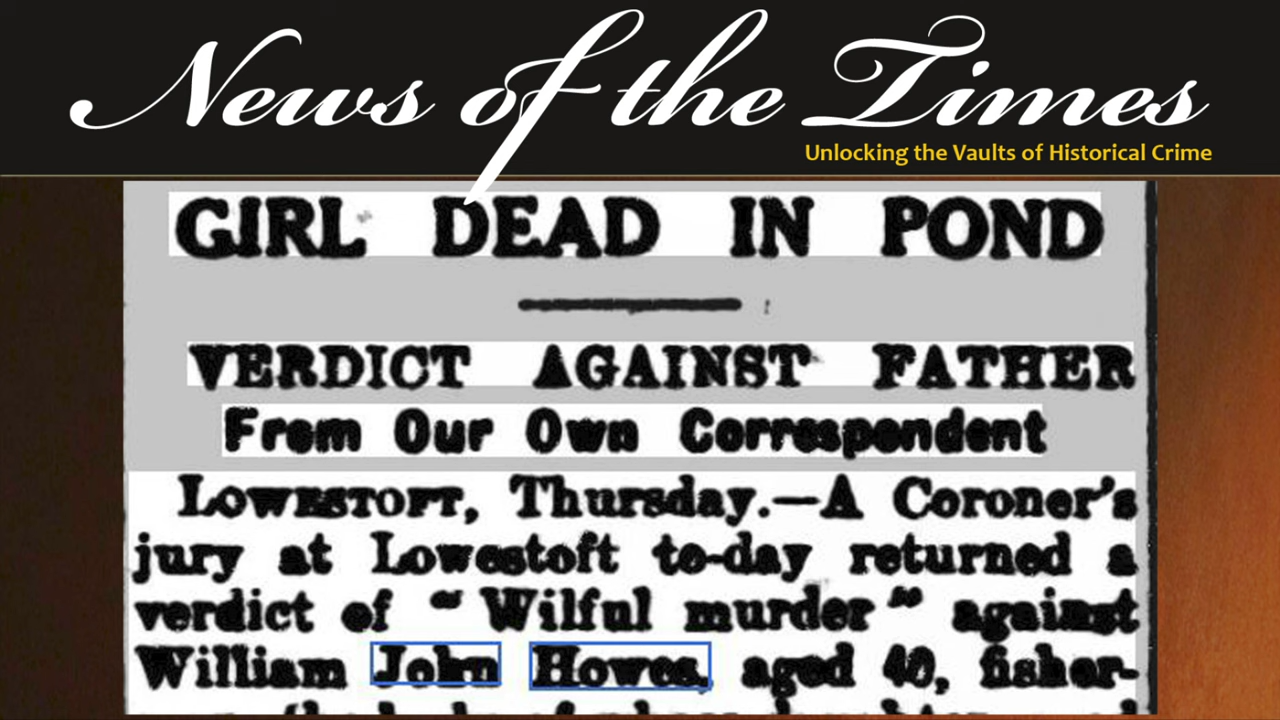 News of the Times
Unlocking the Vaults of Historical Crime
GIRL DEAD IN POND
VERDICT AGAINST FATHER
From Our Own Correspondent
LOWESTOFT, Thursday.—A Coroner's
jury at Lowestoft to-day returned a
verdict of " Wilful murder " against
William John Howes, aged 40, fisher-